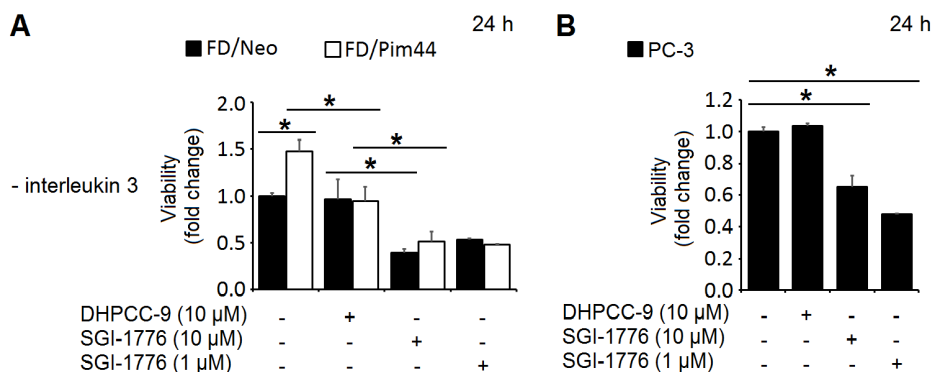 A
24 h
FD/Neo FD/Pim44
- interleukin 3
Viability
(fold change)
2.0
1.5
1.0
0.5
0.0
* * * *
DHPCC-9 (10 µM) - + - -
SGI-1776 (10 µM) - - + -
SGI-1776 (1 µM) - - - +
B
24 h
PC-3
Viability
(fold change)
1.2
1.0
0.8
0.6
0.4
0.2
0.0
*
*
DHPCC-9 (10 µM) - + - -
SGI-1776 (10 µM) - - + -
SGI-1776 (1 µM) - - - +